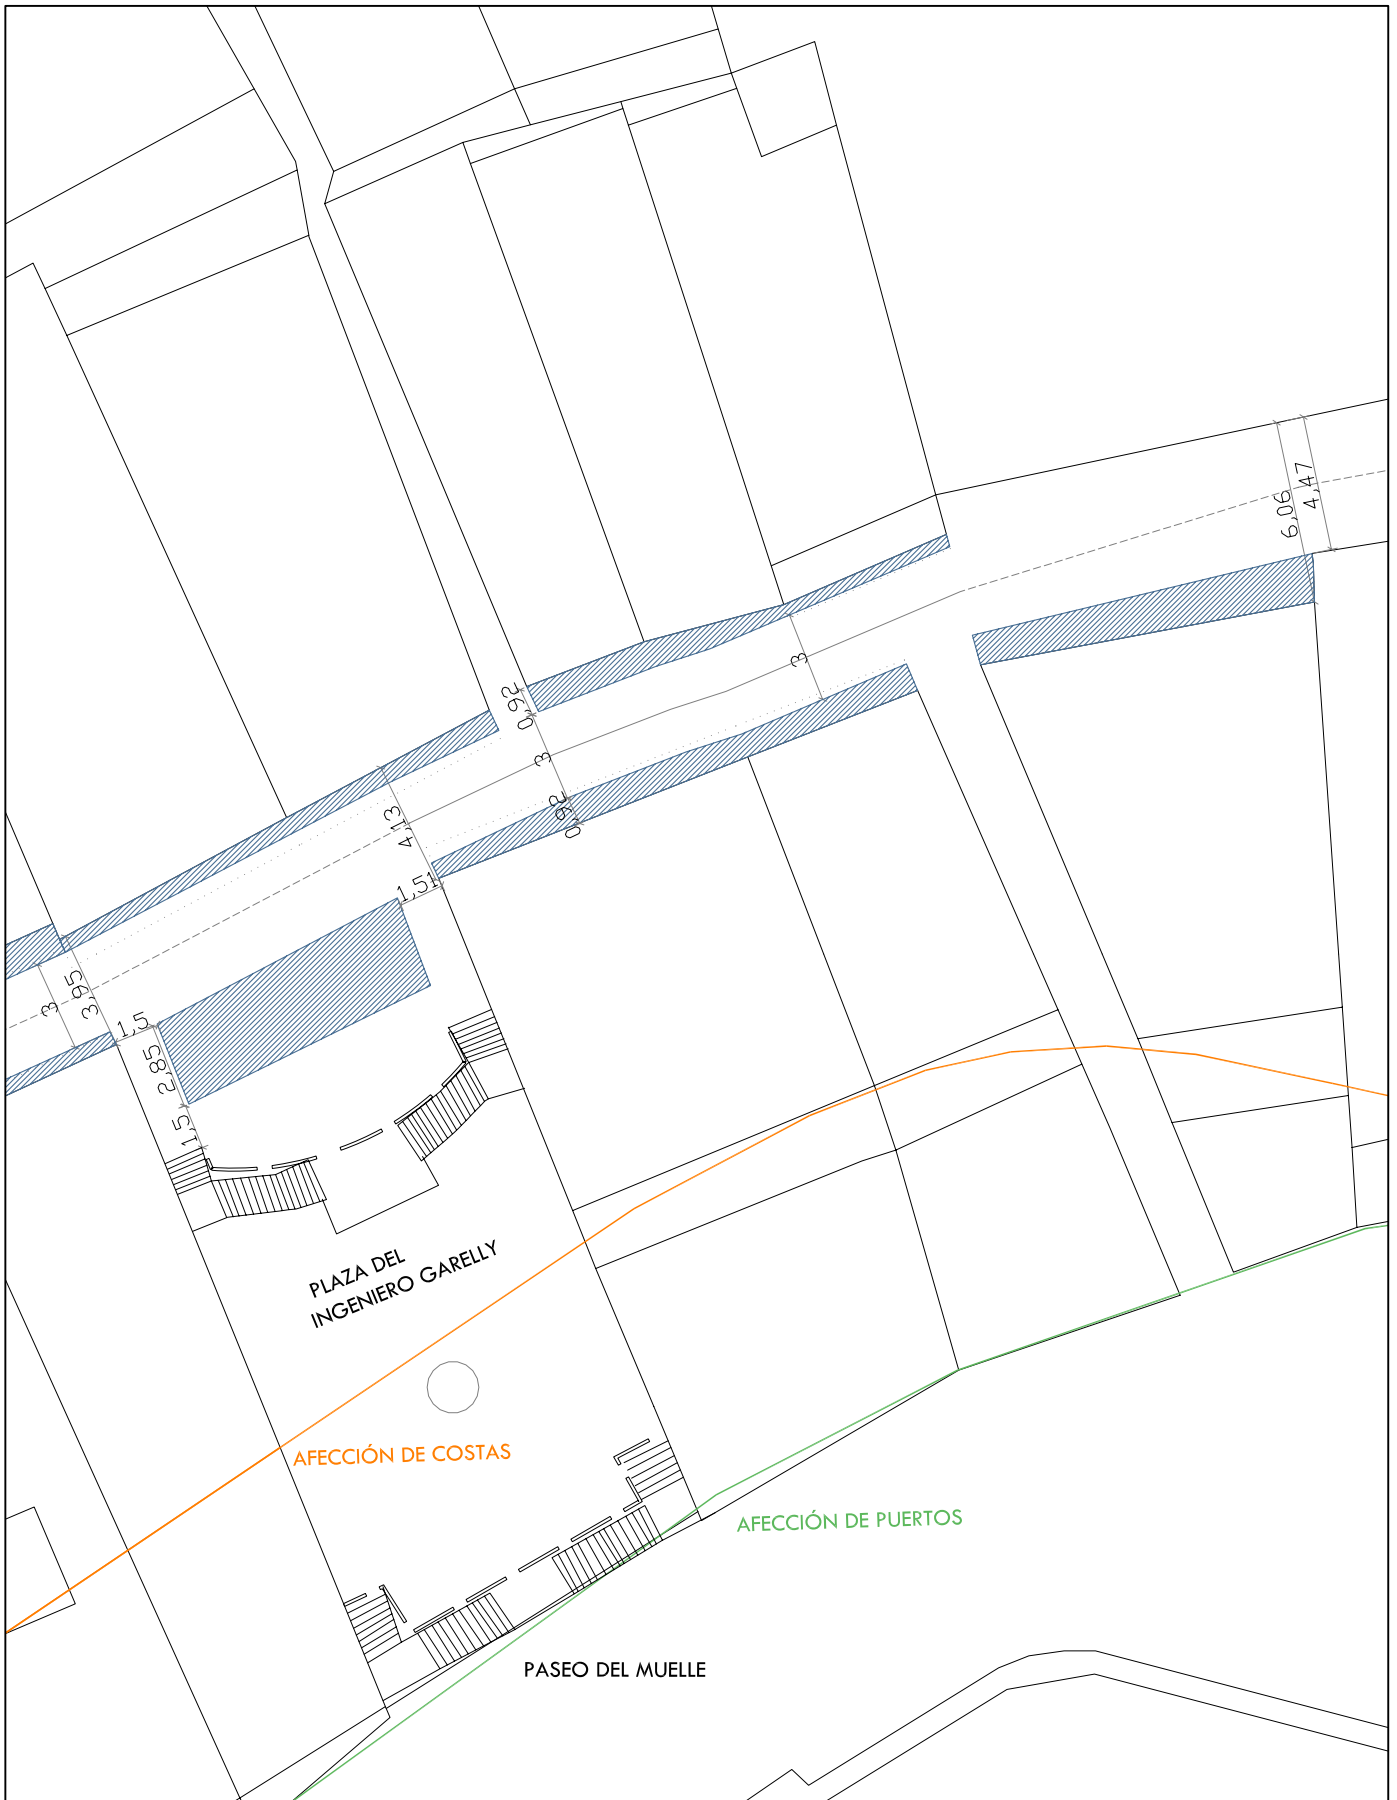 4,47
6,06
3
0,92
3
0,92
4,13
1,51
3,95
3
1,5
2,85
1,5
PLAZA DEL
INGENIERO GARELLY
AFECCIÓN DE COSTAS
AFECCIÓN DE PUERTOS
PASEO DEL MUELLE